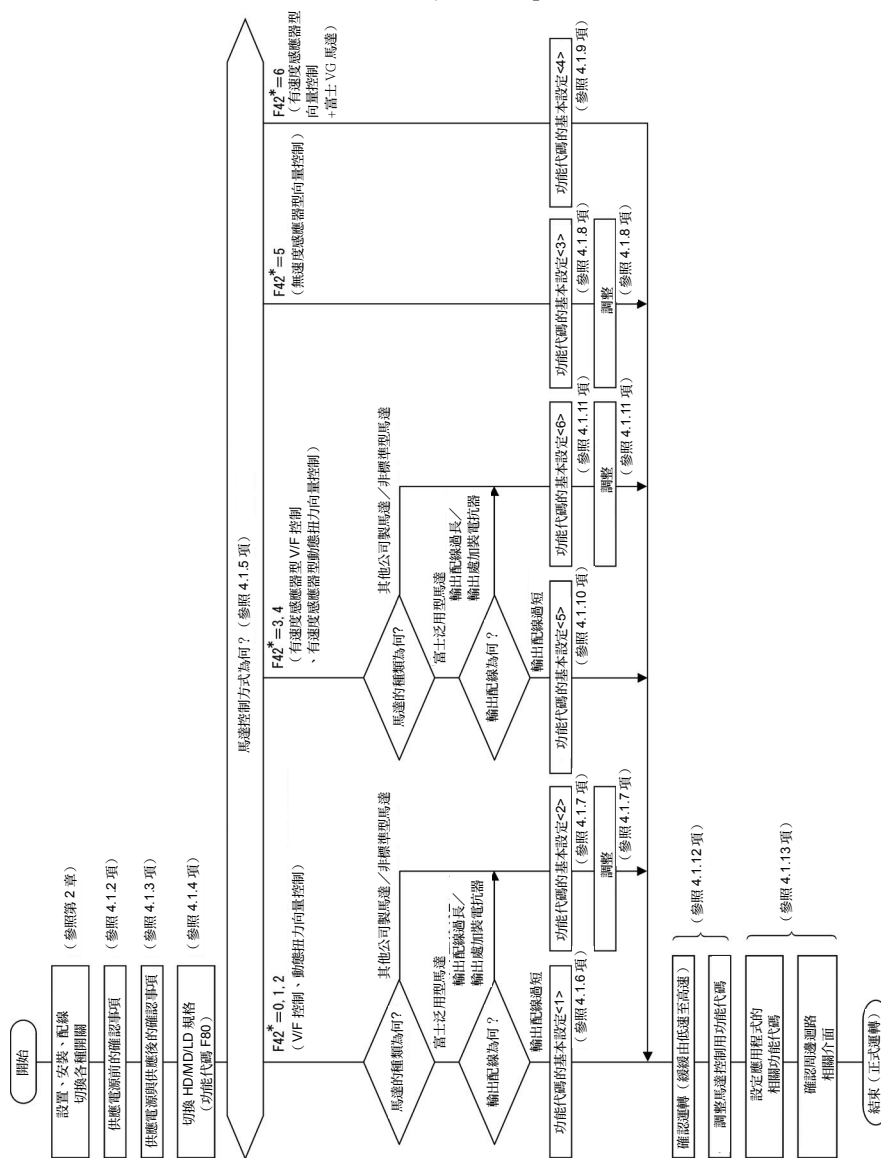 開始
設置、安裝、配線
切換各種開關
（參照第 2 章）
供應電源前的確認事項
（參照 4.1.2 項）
供應電源與供應後的確認事項
（參照 4.1.3 項）
切換 HD/MD/LD 規格
（功能代碼 F80）
（參照 4.1.4 項）
馬達控制方式為何？（參照 4.1.5 項）
F42*＝0, 1, 2
（V/F 控制、動態扭力向量控制）
馬達的種類為何?
其他公司製馬達／非標準型馬達
富士泛用型馬達
輸出配線為何？
輸出配線過長／
輸出處加裝電抗器
輸出配線過短
功能代碼的基本設定<1>
（參照 4.1.6 項）
功能代碼的基本設定<2>
（參照 4.1.7 項）
調整
（參照 4.1.7 項）
F42*＝3, 4
（有速度感應器型 V/F 控制
、有速度感應器型動態扭力向量控制）
馬達的種類為何?
其他公司製馬達／非標準型馬達
富士泛用型馬達
輸出配線為何？
輸出配線過長／
輸出處加裝電抗器
輸出配線過短
功能代碼的基本設定<5>
（參照 4.1.10 項）
功能代碼的基本設定<6>
（參照 4.1.11 項）
調整
（參照 4.1.11 項）
F42*＝5
（無速度感應器型向量控制）
功能代碼的基本設定<3>
（參照 4.1.8 項）
調整
（參照 4.1.8 項）
F42*＝6
（有速度感應器型
向量控制
+富士 VG 馬達）
功能代碼的基本設定<4>
（參照 4.1.9 項）
確認運轉（緩緩由低速至高速）
調整馬達控制用功能代碼
（參照 4.1.12 項）
設定應用程式的
相關功能代碼
確認周邊迴路
相關介面
（參照 4.1.13 項）
結束（正式運轉）